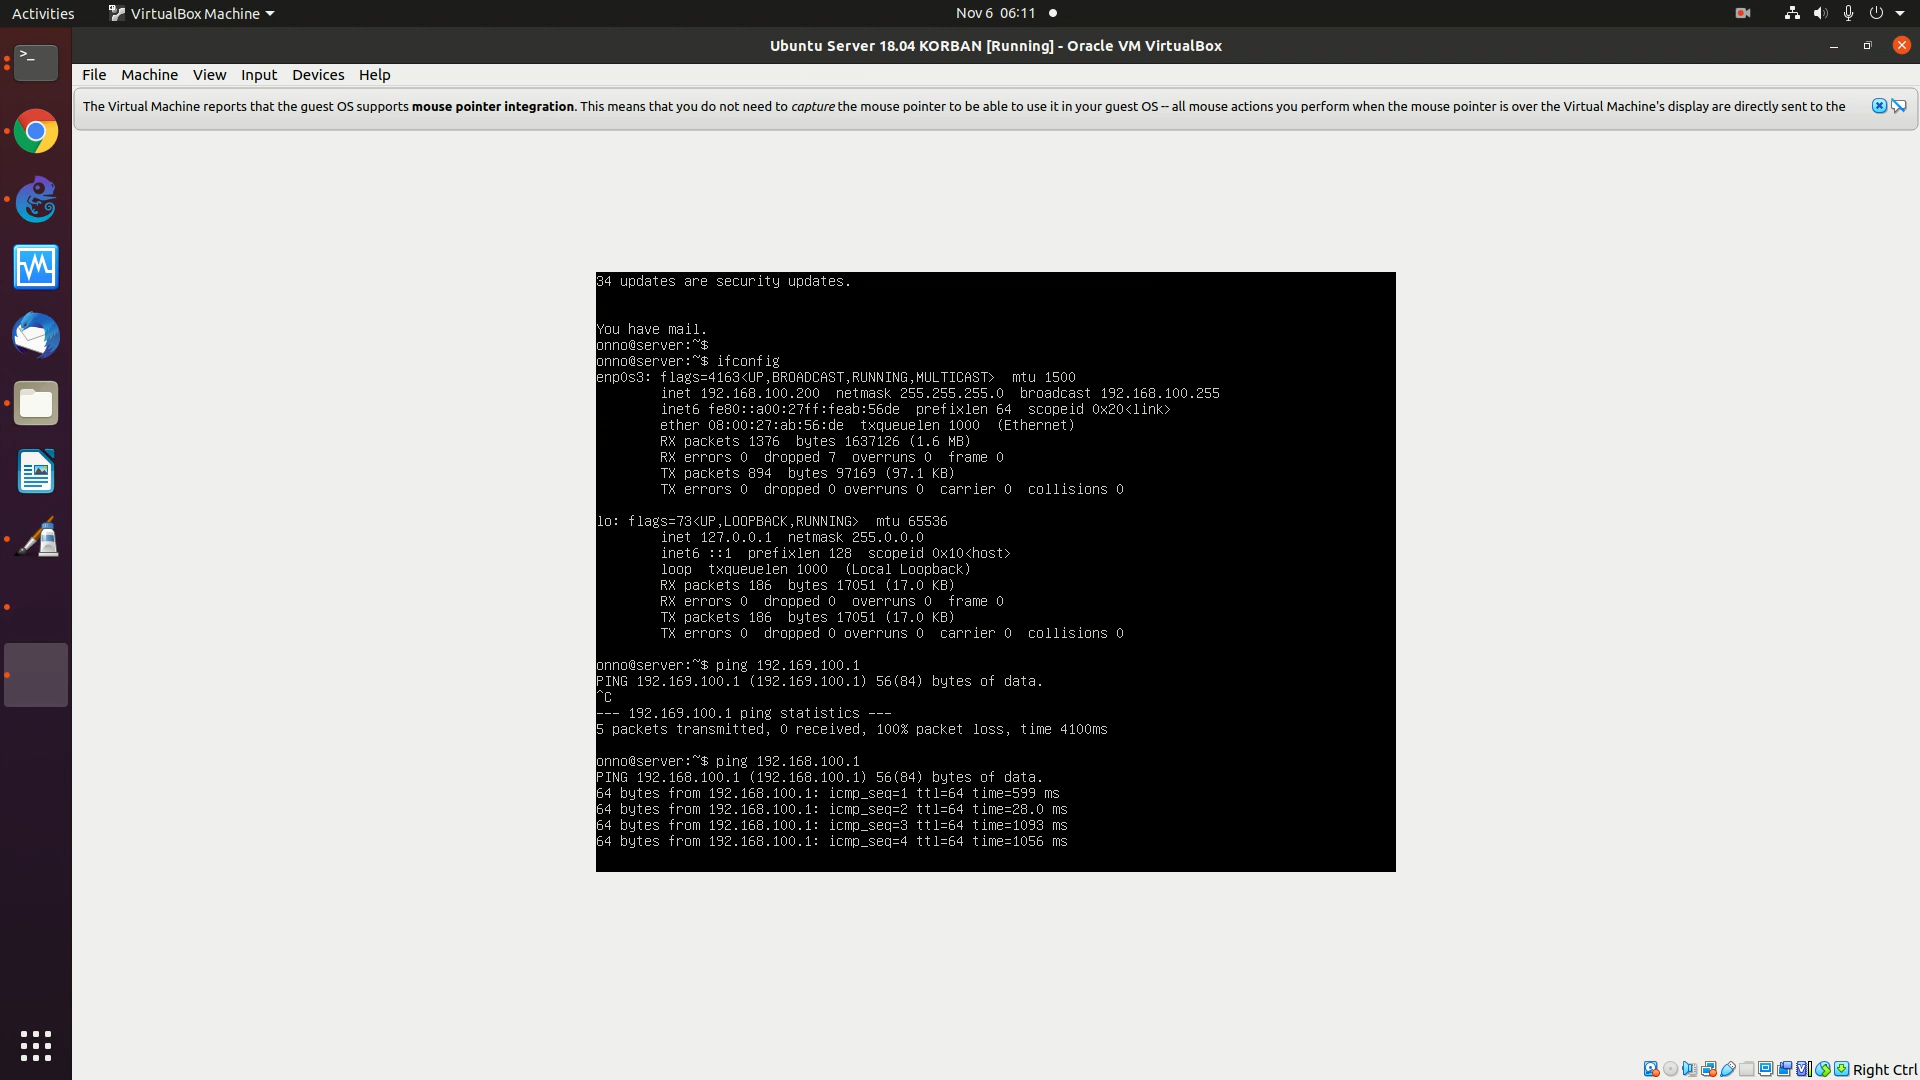 Activities
VirtualBox Machine
Nov 6 06:11
Ubuntu Server 18.04 KORBAN [Running] - Oracle VM VirtualBox
File Machine View Input Devices Help
The Virtual Machine reports that the guest OS supports mouse pointer integration. This means that you do not need to capture the mouse pointer to be able to use it in your guest OS -- all mouse actions you perform when the mouse pointer is over the Virtual Machine's display are directly sent to the
34 updates are security updates.
You have mail.
onno@server:~$
onno@server:~$ ifconfig
enp0s3: flags=4163<UP,BROADCAST,RUNNING,MULTICAST>  mtu 1500
inet 192.168.100.200  netmask 255.255.255.0  broadcast 192.168.100.255
inet6 fe80::a00:27ff:feab:56de  prefixlen 64  scopeid 0x20<link>
ether 08:00:27:ab:56:de  txqueuelen 1000  (Ethernet)
RX packets 1376  bytes 1637126 (1.6 MB)
RX errors 0  dropped 7  overruns 0  frame 0
TX packets 894  bytes 97169 (97.1 KB)
TX errors 0  dropped 0 overruns 0  carrier 0  collisions 0
lo: flags=73<UP,LOOPBACK,RUNNING>  mtu 65536
inet 127.0.0.1  netmask 255.0.0.0
inet6 ::1  prefixlen 128  scopeid 0x10<host>
loop  txqueuelen 1000  (Local Loopback)
RX packets 186  bytes 17051 (17.0 KB)
RX errors 0  dropped 0  overruns 0  frame 0
TX packets 186  bytes 17051 (17.0 KB)
TX errors 0  dropped 0 overruns 0  carrier 0  collisions 0
onno@server:~$ ping 192.169.100.1
PING 192.169.100.1 (192.169.100.1) 56(84) bytes of data.
^C
--- 192.169.100.1 ping statistics ---
5 packets transmitted, 0 received, 100% packet loss, time 4100ms
onno@server:~$ ping 192.168.100.1
PING 192.168.100.1 (192.168.100.1) 56(84) bytes of data.
64 bytes from 192.168.100.1: icmp_seq=1 ttl=64 time=599 ms
64 bytes from 192.168.100.1: icmp_seq=2 ttl=64 time=28.0 ms
64 bytes from 192.168.100.1: icmp_seq=3 ttl=64 time=1093 ms
64 bytes from 192.168.100.1: icmp_seq=4 ttl=64 time=1056 ms
Right Ctrl